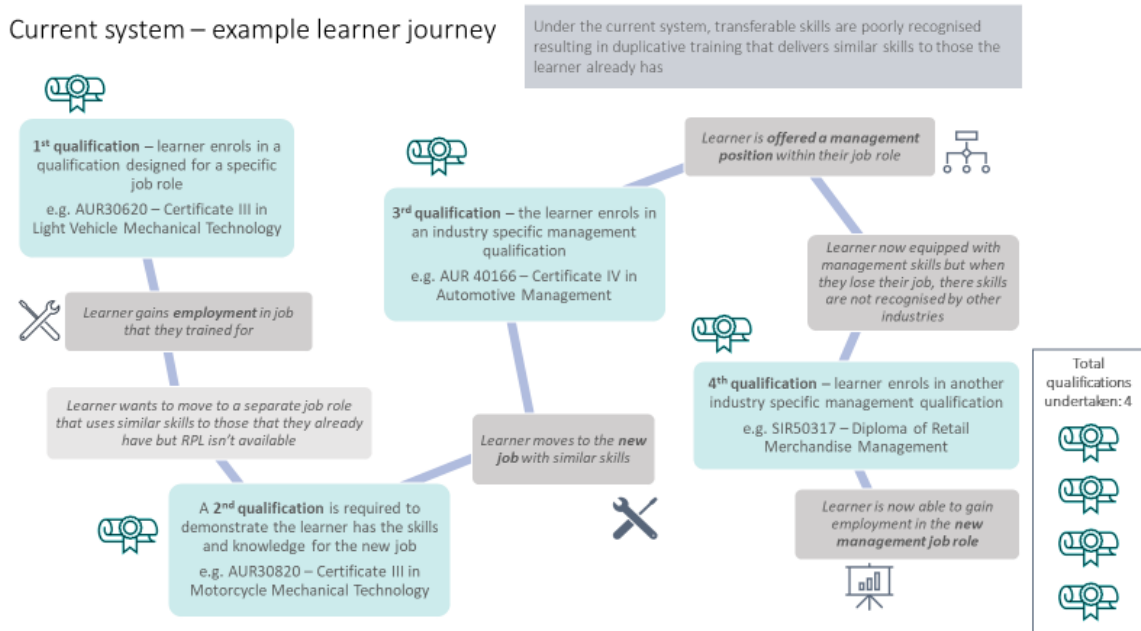 Current system – example learner journey
Under the current system, transferable skills are poorly recognised
resulting in duplicative training that delivers similar skills to those the
learner already has
1st qualification – learner enrols in a
qualification designed for a specific
job role
e.g. AUR30620 – Certificate III in
Light Vehicle Mechanical Technology
Learner gains employment in job
that they trained for
Learner wants to move to a separate job role
that uses similar skills to those that they already
have but RPL isn't available
A 2nd qualification is required to
demonstrate the learner has the skills
and knowledge for the new job
e.g. AUR30820 – Certificate III in
Motorcycle Mechanical Technology
Learner moves to the new
job with similar skills
3rd qualification – the learner enrols in
an industry specific management
qualification
e.g. AUR 40166 – Certificate IV in
Automotive Management
Learner is offered a management
position within their job role
Learner now equipped with
management skills but when
they lose their job, there skills
are not recognised by other
industries
4th qualification – learner enrols in another
industry specific management qualification
e.g. SIR50317 – Diploma of Retail
Merchandise Management
Learner is now able to gain
employment in the new
management job role
Total
qualifications
undertaken: 4